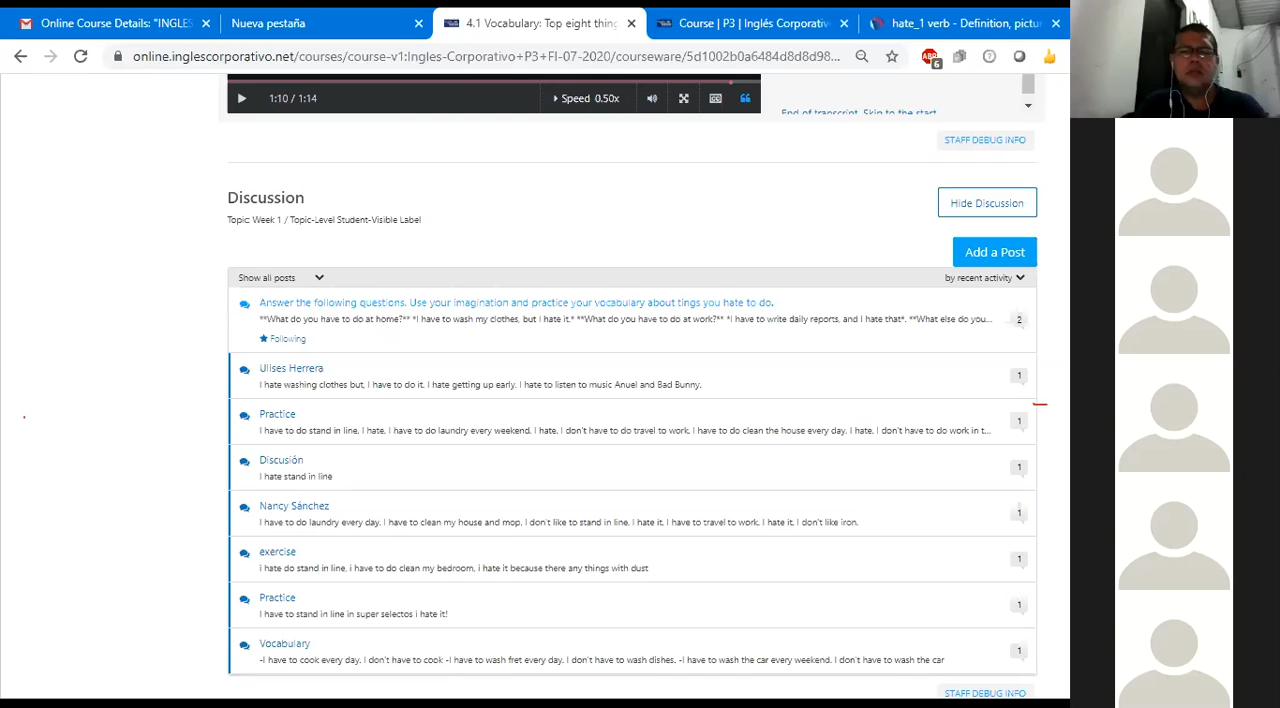 Online Course Details: "INGLES
Nueva pestaña
4.1 Vocabulary: Top eight thing
Course | P3 | Inglés Corporativo
hate_1 verb - Definition, pictur
online.inglescorporativo.net/courses/course-v1:Ingles-Corporativo+P3+FI-07-2020/courseware/5d1002b0a6484d8d8d98...
ABP
6
1:10 / 1:14
Speed 0.50x
End of transcript. Skip to the start.
STAFF DEBUG INFO
Discussion
Topic: Week 1 / Topic-Level Student-Visible Label
Hide Discussion
Add a Post
Show all posts
by recent activity
Answer the following questions. Use your imagination and practice your vocabulary about tings you hate to do.
**What do you have to do at home?** *I have to wash my clothes, but I hate it.* **What do you have to do at work?** *I have to write daily reports, and I hate that*. **What else do you...
2
Following
Ulises Herrera
I hate washing clothes but, I have to do it. I hate getting up early. I hate to listen to music Anuel and Bad Bunny.
1
Practice
I have to do stand in line. I hate. I have to do laundry every weekend. I hate. I don't have to do travel to work. I have to do clean the house every day. I hate. I don't have to do work in t...
1
Discusión
I hate stand in line
1
Nancy Sánchez
I have to do laundry every day. I have to clean my house and mop. I don't like to stand in line. I hate it. I have to travel to work. I hate it. I don't like iron.
1
exercise
i hate do stand in line, i have to do clean my bedroom, i hate it because there any things with dust
1
Practice
I have to stand in line in super selectos i hate it!
1
Vocabulary
-I have to cook every day. I don't have to cook -I have to wash fret every day. I don't have to wash dishes. -I have to wash the car every weekend. I don't have to wash the car
1
STAFF DEBUG INFO